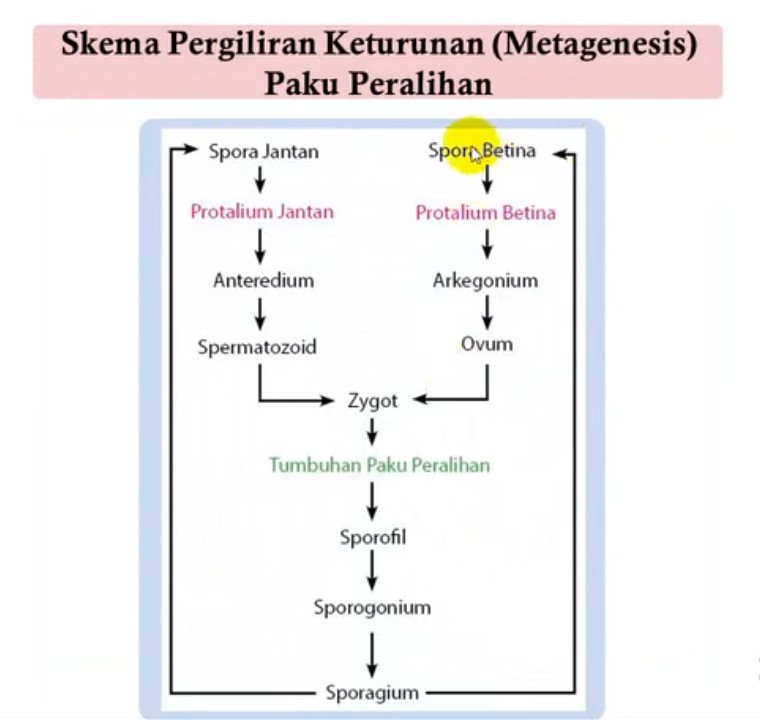 Skema Pergiliran Keturunan (Metagenesis)
Paku Peralihan
Spora Jantan
Spora Betina
Protalium Jantan
Protalium Betina
Anteredium
Arkegonium
Spermatozoid
Ovum
Zygot
Tumbuhan Paku Peralihan
Sporofil
Sporogonium
Sporagium